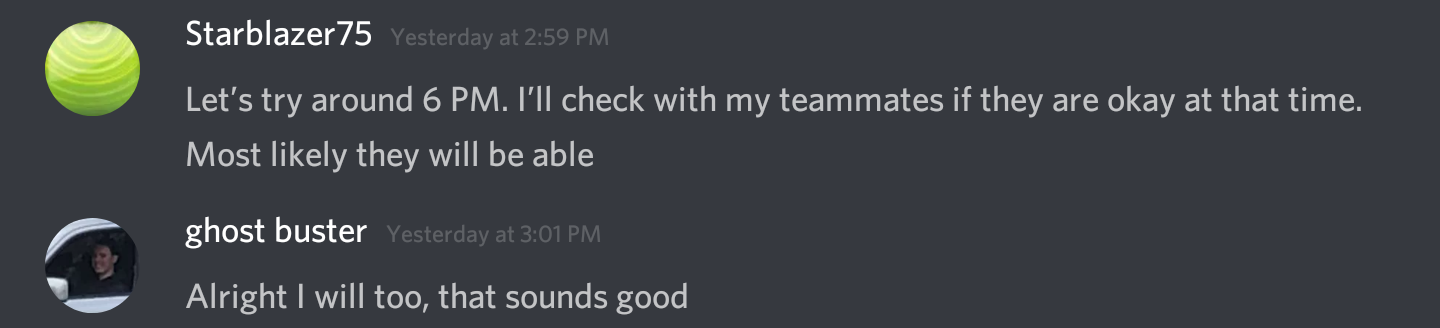 Starblazer75 Yesterday at 2:59 PM
Let’s try around 6 PM. I’ll check with my teammates if they are okay at that time.
Most likely they will be able
ghost buster Yesterday at 3:01 PM
Alright I will too, that sounds good